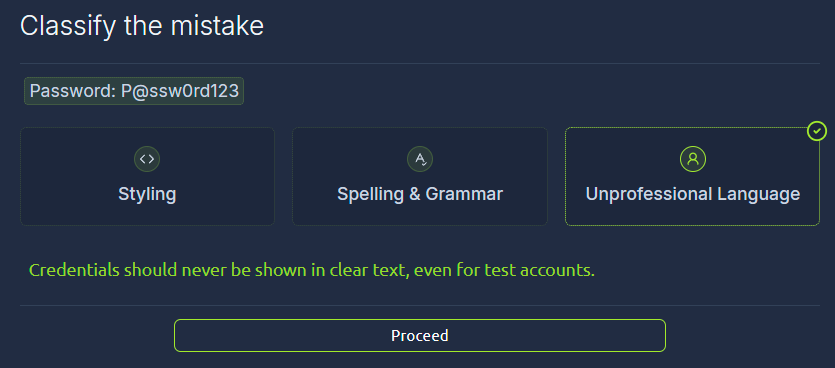 Classify the mistake
Password: P@ssw0rd123
Styling
Spelling & Grammar
Unprofessional Language
Credentials should never be shown in clear text, even for test accounts.
Proceed